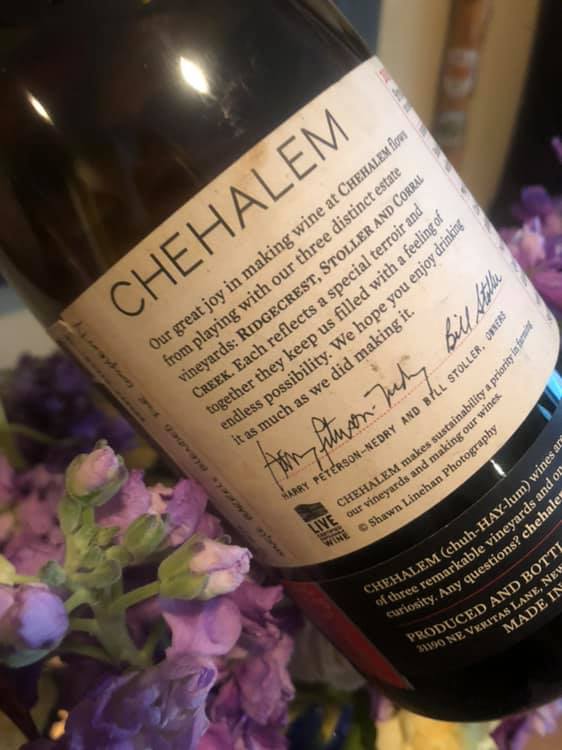 CHEHALEM
Our great joy in making wine at CHEHALEM flows
from playing with our three distinct estate
vineyards: RIDGECREST, STOLLER AND CORRAL
CREEK. Each reflects a special terroir and
together they keep us filled with a feeling of
endless possibility. We hope you enjoy drinking
it as much as we did making it.
Bill Stoller
HARRY PETERSON-NEDRY AND BILL STOLLER, OWNERS
CHEHALEM makes sustainability a priority in farming
our vineyards and making our wines.
© Shawn Linehan Photography
LIVE
WINE
CHEHALEM (chuh-HAY-lum) wines are
of three remarkable vineyards and
curiosity. Any questions?
PRODUCED AND
31190 NE VERITAS LANE,
MADE IN